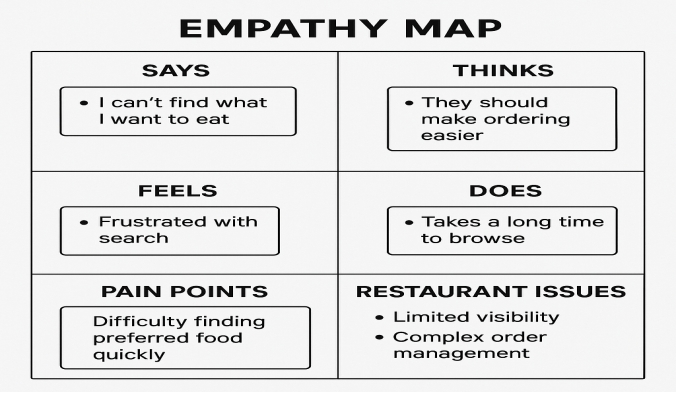 EMPATHY MAP
SAYS
• I can't find what
I want to eat
THINKS
• They should
make ordering
easier
FEELS
• Frustrated with
search
DOES
• Takes a long time
to browse
PAIN POINTS
Difficulty finding
preferred food
quickly
RESTAURANT ISSUES
• Limited visibility
• Complex order
management